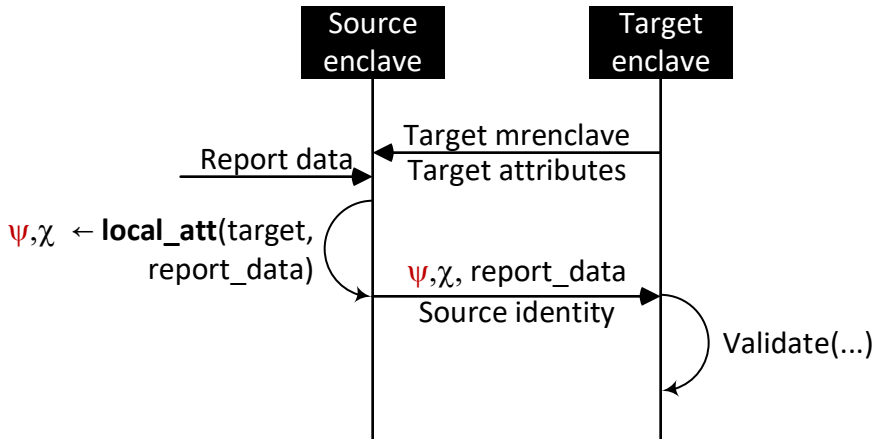 Source
enclave
Target
enclave
Target mrenclave
Report data
Target attributes
ψ,χ ← local_att(target,
report_data)
ψ,χ, report_data
Source identity
Validate(...)